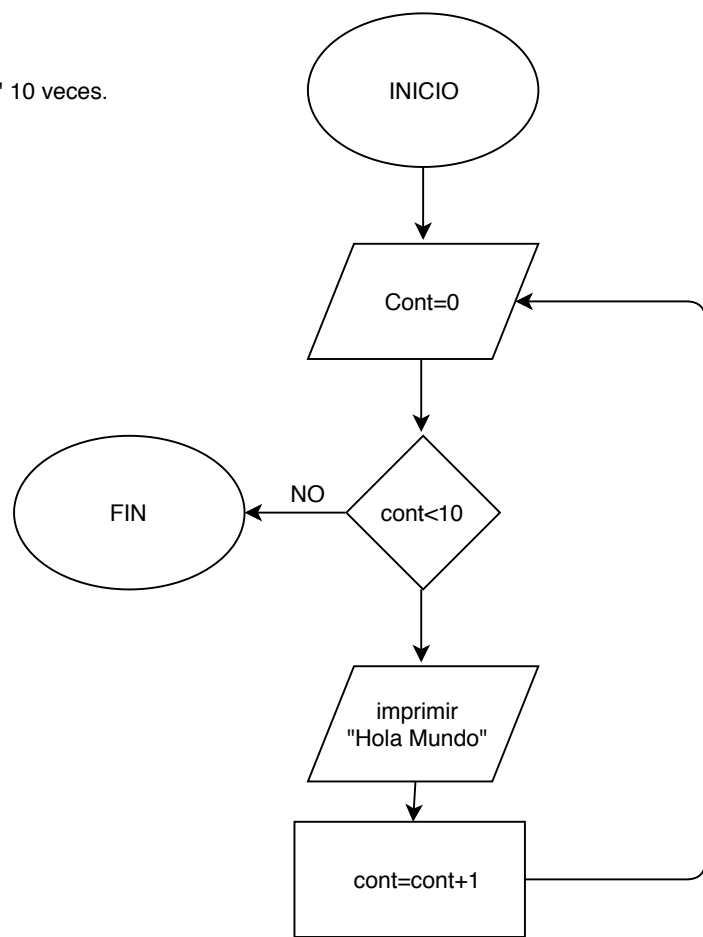 " 10 veces.
INICIO
Cont=0
NO
FIN
cont<10
imprimir
"Hola Mundo"
cont=cont+1